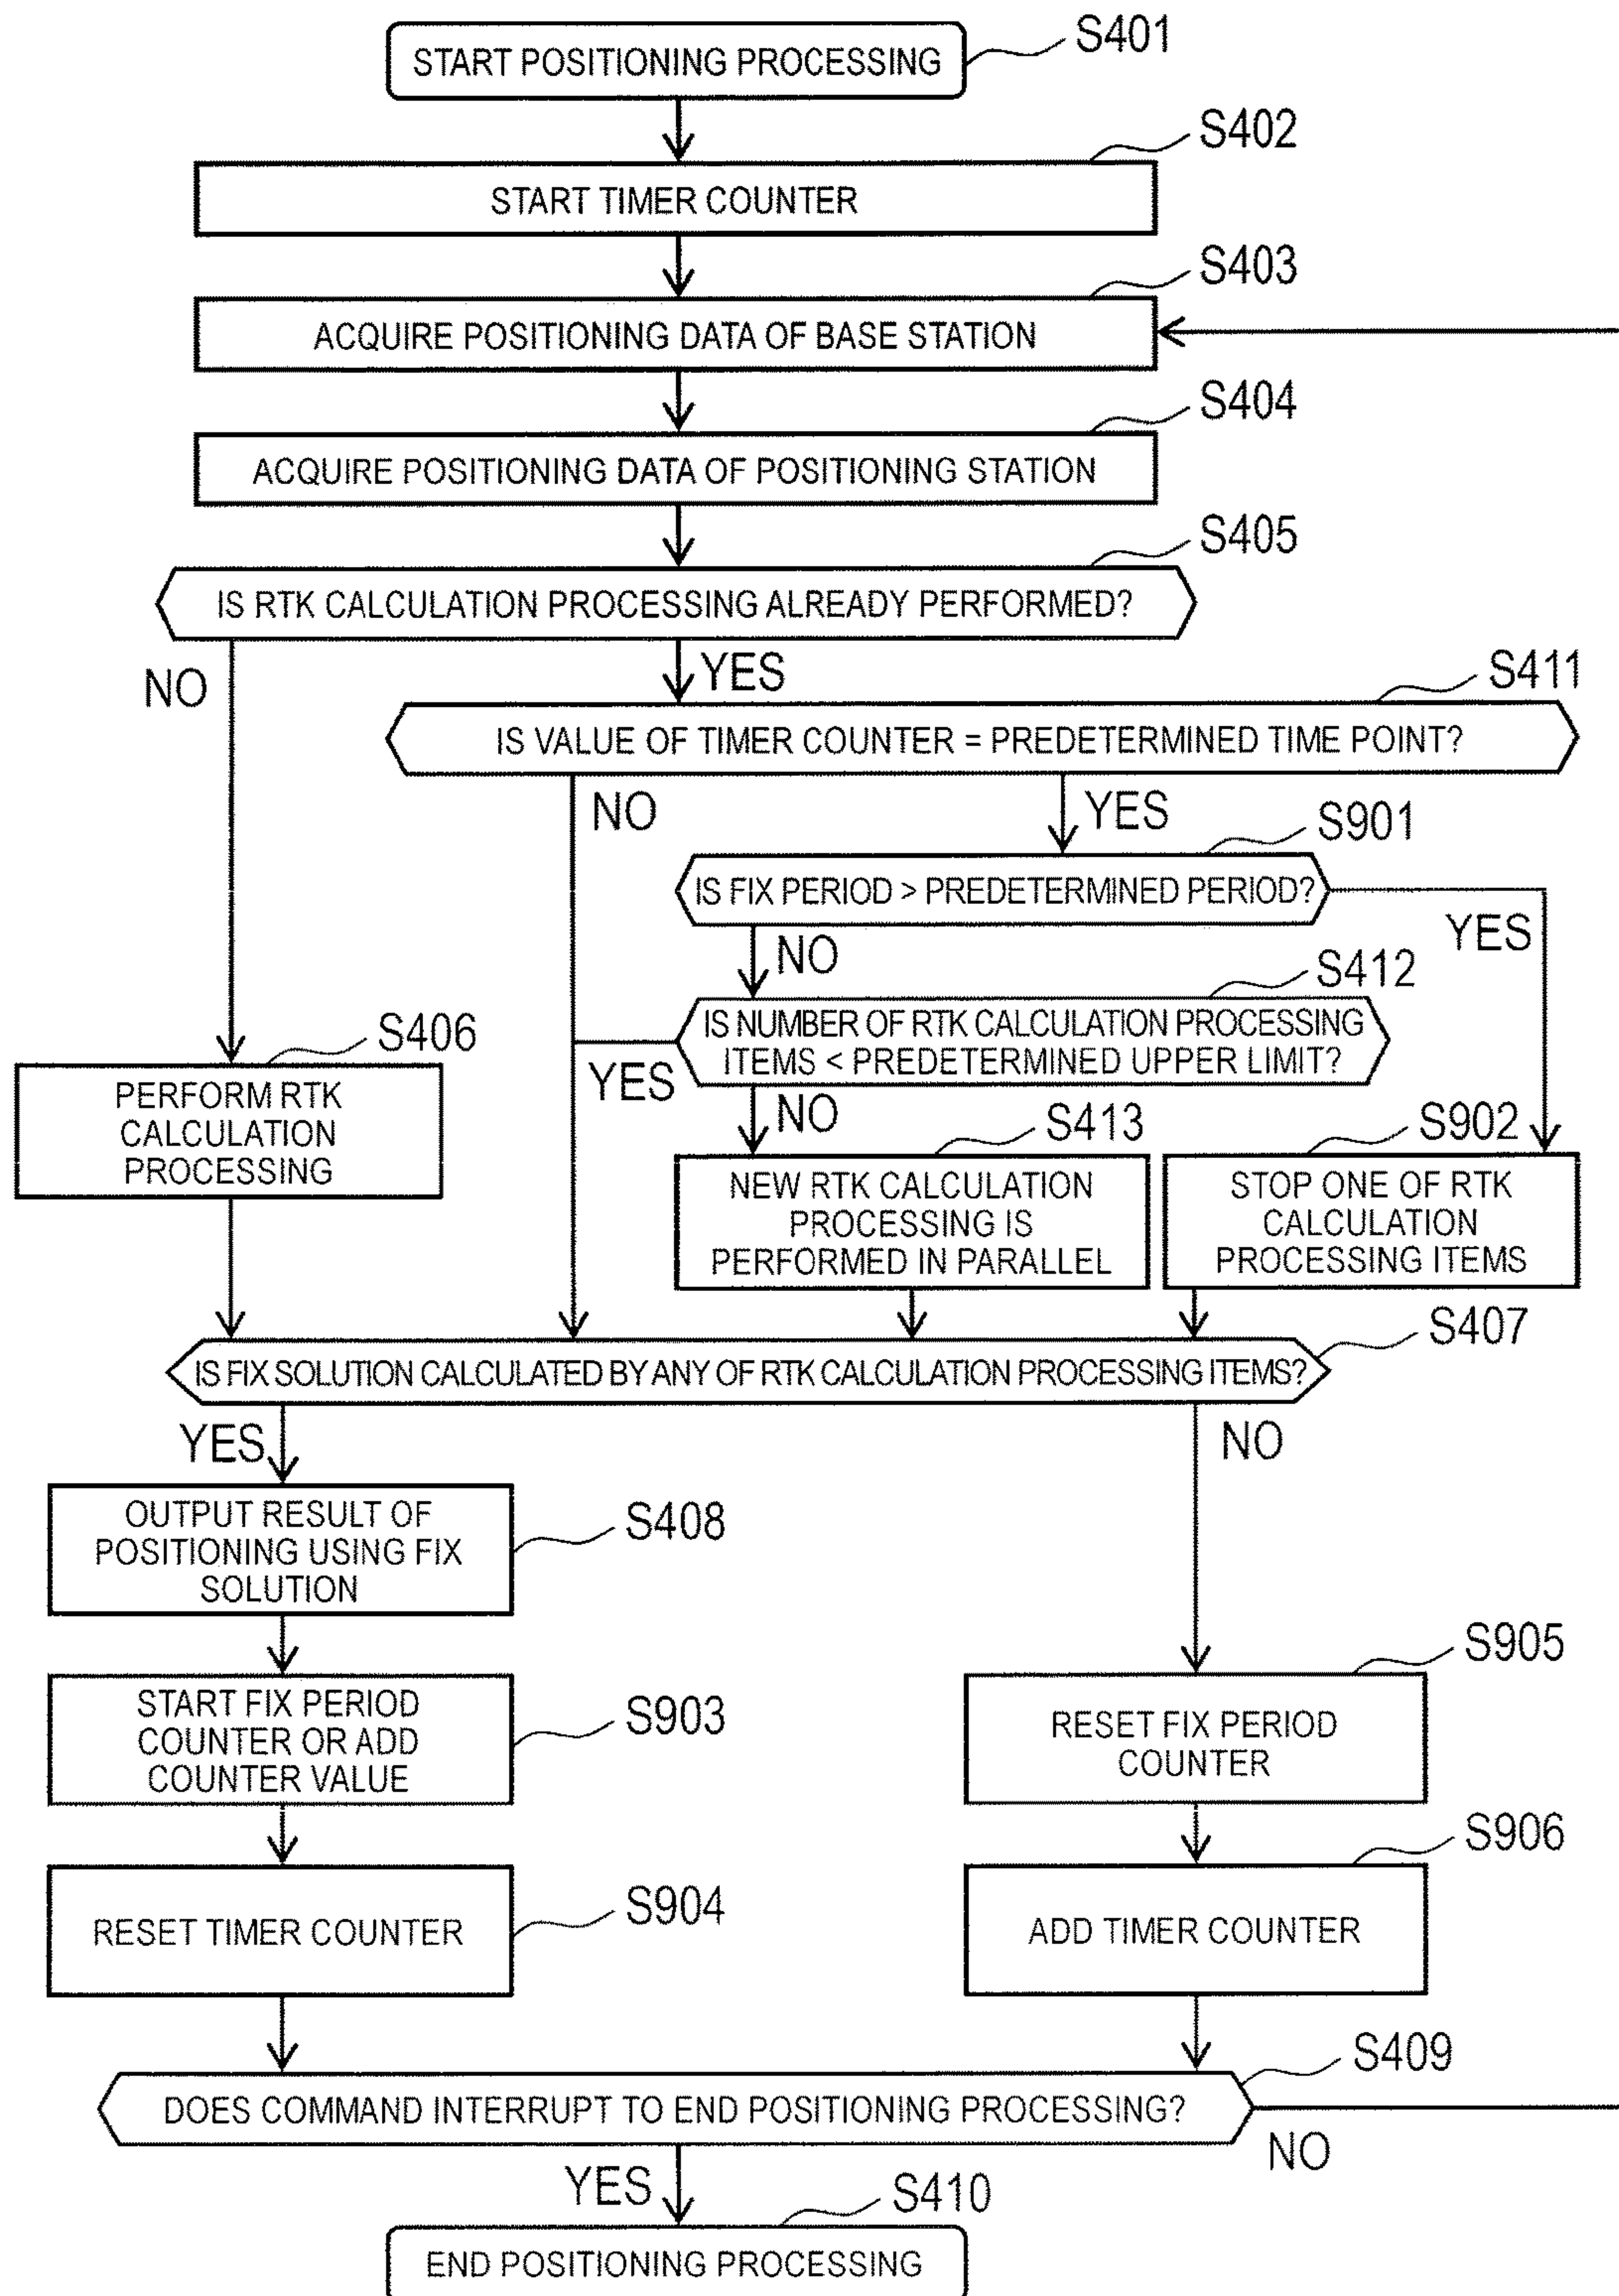 START POSITIONING PROCESSING
S401
S402
START TIMER COUNTER
S403
ACQUIRE POSITIONING DATA OF BASE STATION
S404
ACQUIRE POSITIONING DATA OF POSITIONING STATION
S405
IS RTK CALCULATION PROCESSING ALREADY PERFORMED?
NO
YES
S411
IS VALUE OF TIMER COUNTER = PREDETERMINED TIME POINT?
NO
YES
S901
IS FIX PERIOD > PREDETERMINED PERIOD?
YES
NO
S412
IS NUMBER OF RTK CALCULATION PROCESSING
ITEMS < PREDETERMINED UPPER LIMIT?
YES
NO
S406
PERFORM RTK
CALCULATION
PROCESSING
S413
NEW RTK CALCULATION
PROCESSING IS
PERFORMED IN PARALLEL
S902
STOP ONE OF RTK
CALCULATION
PROCESSING ITEMS
S407
IS FIX SOLUTION CALCULATED BY ANY OF RTK CALCULATION PROCESSING ITEMS?
YES
NO
OUTPUT RESULT OF
POSITIONING USING FIX
SOLUTION
S408
START FIX PERIOD
COUNTER OR ADD
COUNTER VALUE
S903
S905
RESET FIX PERIOD
COUNTER
RESET TIMER COUNTER
S904
S906
ADD TIMER COUNTER
S409
DOES COMMAND INTERRUPT TO END POSITIONING PROCESSING?
NO
YES
S410
END POSITIONING PROCESSING